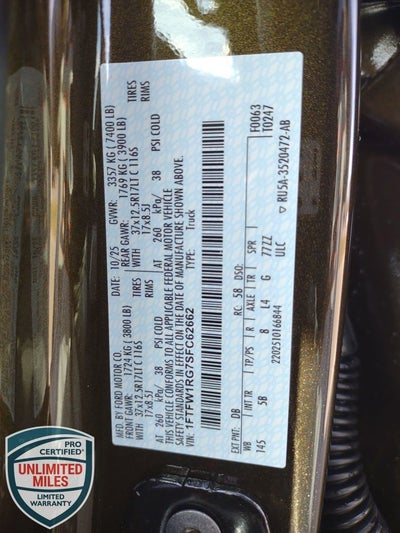 MFD. BY FORD MOTOR CO.
DATE: 10/25 GVWR: 3357 KG (7400 LB)
FRONT GAWR: 1724 KG (3800 LB) REAR GAWR: 1769 KG (3900 LB)
WITH 37x12.5R17LT C 116S TIRES WITH 37x12.5R17LT C 116S TIRES
17x8.5J RIMS 17x8.5J RIMS
AT 260 kPa/ 38 PSI COLD AT 260 kPa/ 38 PSI COLD
THIS VEHICLE CONFORMS TO ALL APPLICABLE FEDERAL MOTOR VEHICLE
SAFETY STANDARDS IN EFFECT ON THE DATE OF MANUFACTURE SHOWN ABOVE.
VIN: 1FTFW1RG7SFC62662
TYPE: Truck
F0063
T0247
EXT PNT: DB RC: 58 DSO:
WB INT TR TP/PS R AXLE TR SPR
145 5B B L4 G 77ZZ
ULC
2202510166844
RU5A-3520472-AB
PRO
CERTIFIED®
UNLIMITED
MILES
LIMITED
WARRANTY